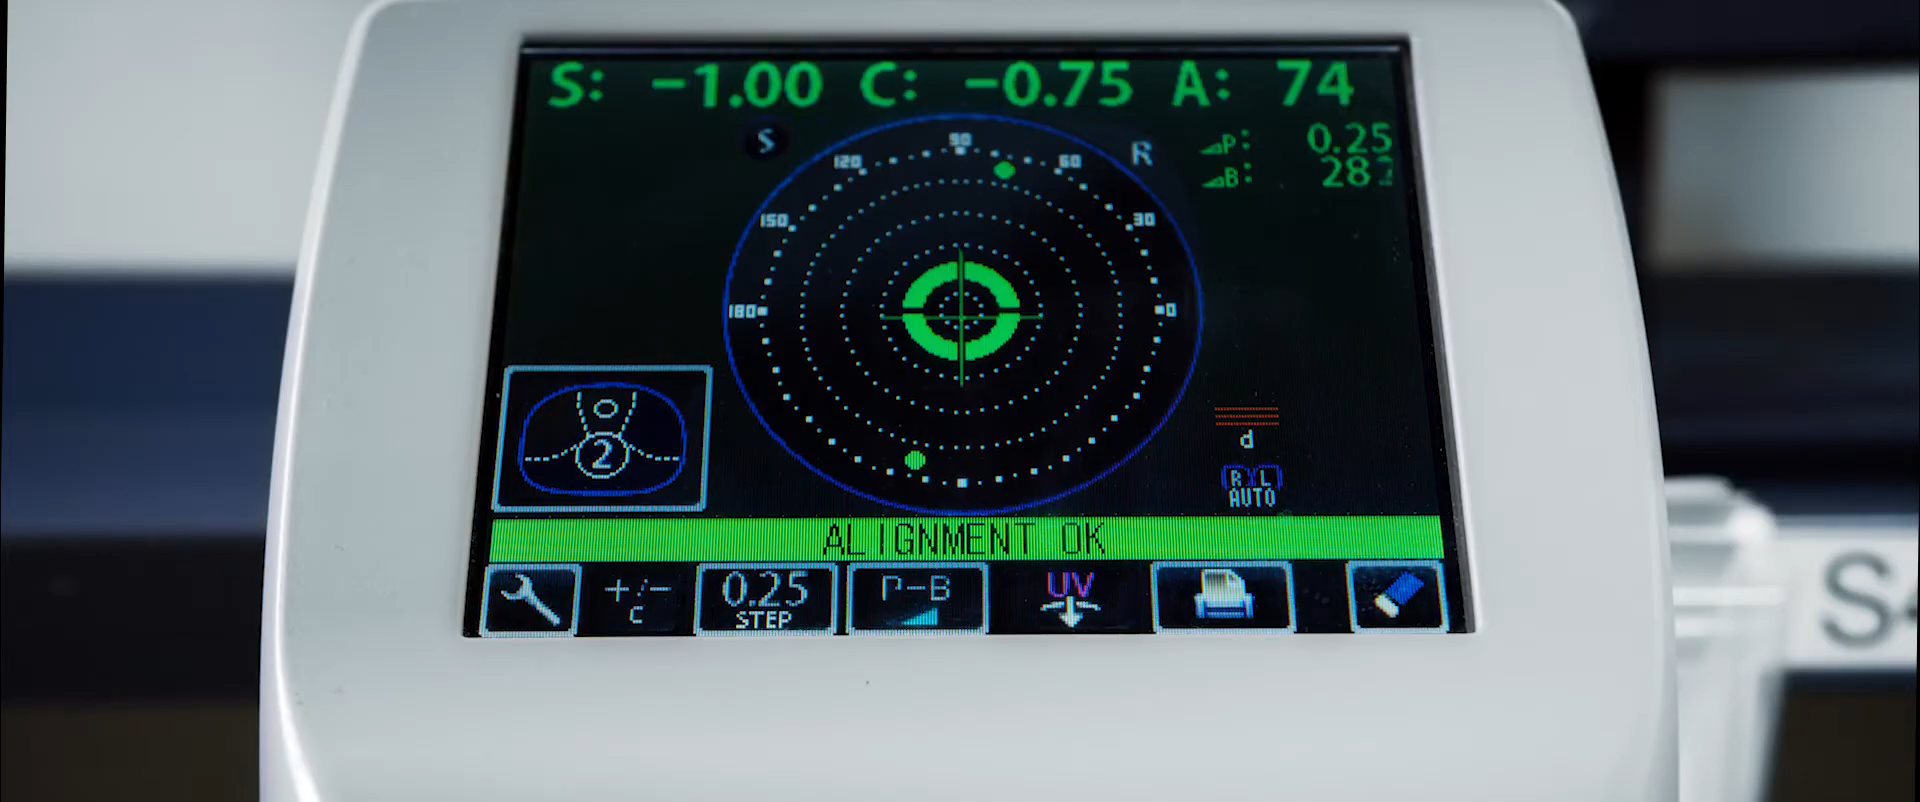 S: -1.00 C: -0.75 A: 74
S
R
P: 0.25
B: 282
90
120
60
150
30
180
0
2
d
R L
AUTO
ALIGNMENT OK
+/-
C
0.25
STEP
P-B
UV